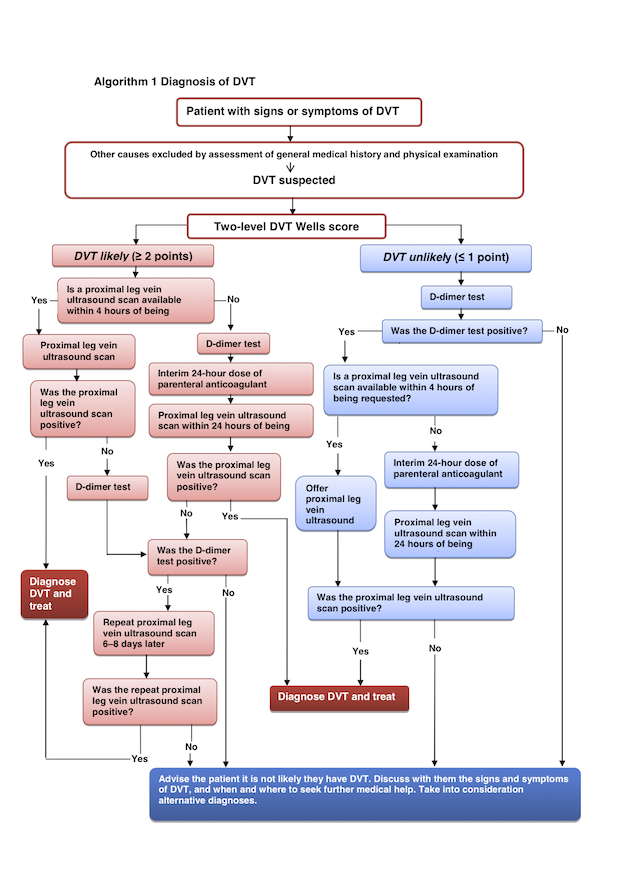 Algorithm 1 Diagnosis of DVT
Patient with signs or symptoms of DVT
Other causes excluded by assessment of general medical history and physical examination
DVT suspected
Two-level DVT Wells score
DVT likely (≥ 2 points)
DVT unlikely (≤ 1 point)
Is a proximal leg vein
ultrasound scan available
within 4 hours of being
Yes
No
D-dimer test
Was the D-dimer test positive?
Yes
No
Proximal leg vein
ultrasound scan
D-dimer test
Interim 24-hour dose of
parenteral anticoagulant
Proximal leg vein ultrasound
scan within 24 hours of being
Is a proximal leg vein ultrasound
scan available within 4 hours of
being requested?
Was the proximal
leg vein
ultrasound scan
positive?
Yes
No
D-dimer test
Was the proximal leg
vein ultrasound scan
positive?
No
Yes
Yes
No
Offer
proximal leg
vein
ultrasound
Interim 24-hour dose of
parenteral anticoagulant
Proximal leg vein
ultrasound scan within
24 hours of being
Was the D-dimer
test positive?
Yes
No
Diagnose
DVT and
treat
Was the proximal leg vein ultrasound
scan positive?
Yes
No
Repeat proximal leg
vein ultrasound scan
6–8 days later
Was the repeat proximal
leg vein ultrasound scan
positive?
Yes
No
Diagnose DVT and treat
Advise the patient it is not likely they have DVT. Discuss with them the signs and symptoms
of DVT, and when and where to seek further medical help. Take into consideration
alternative diagnoses.